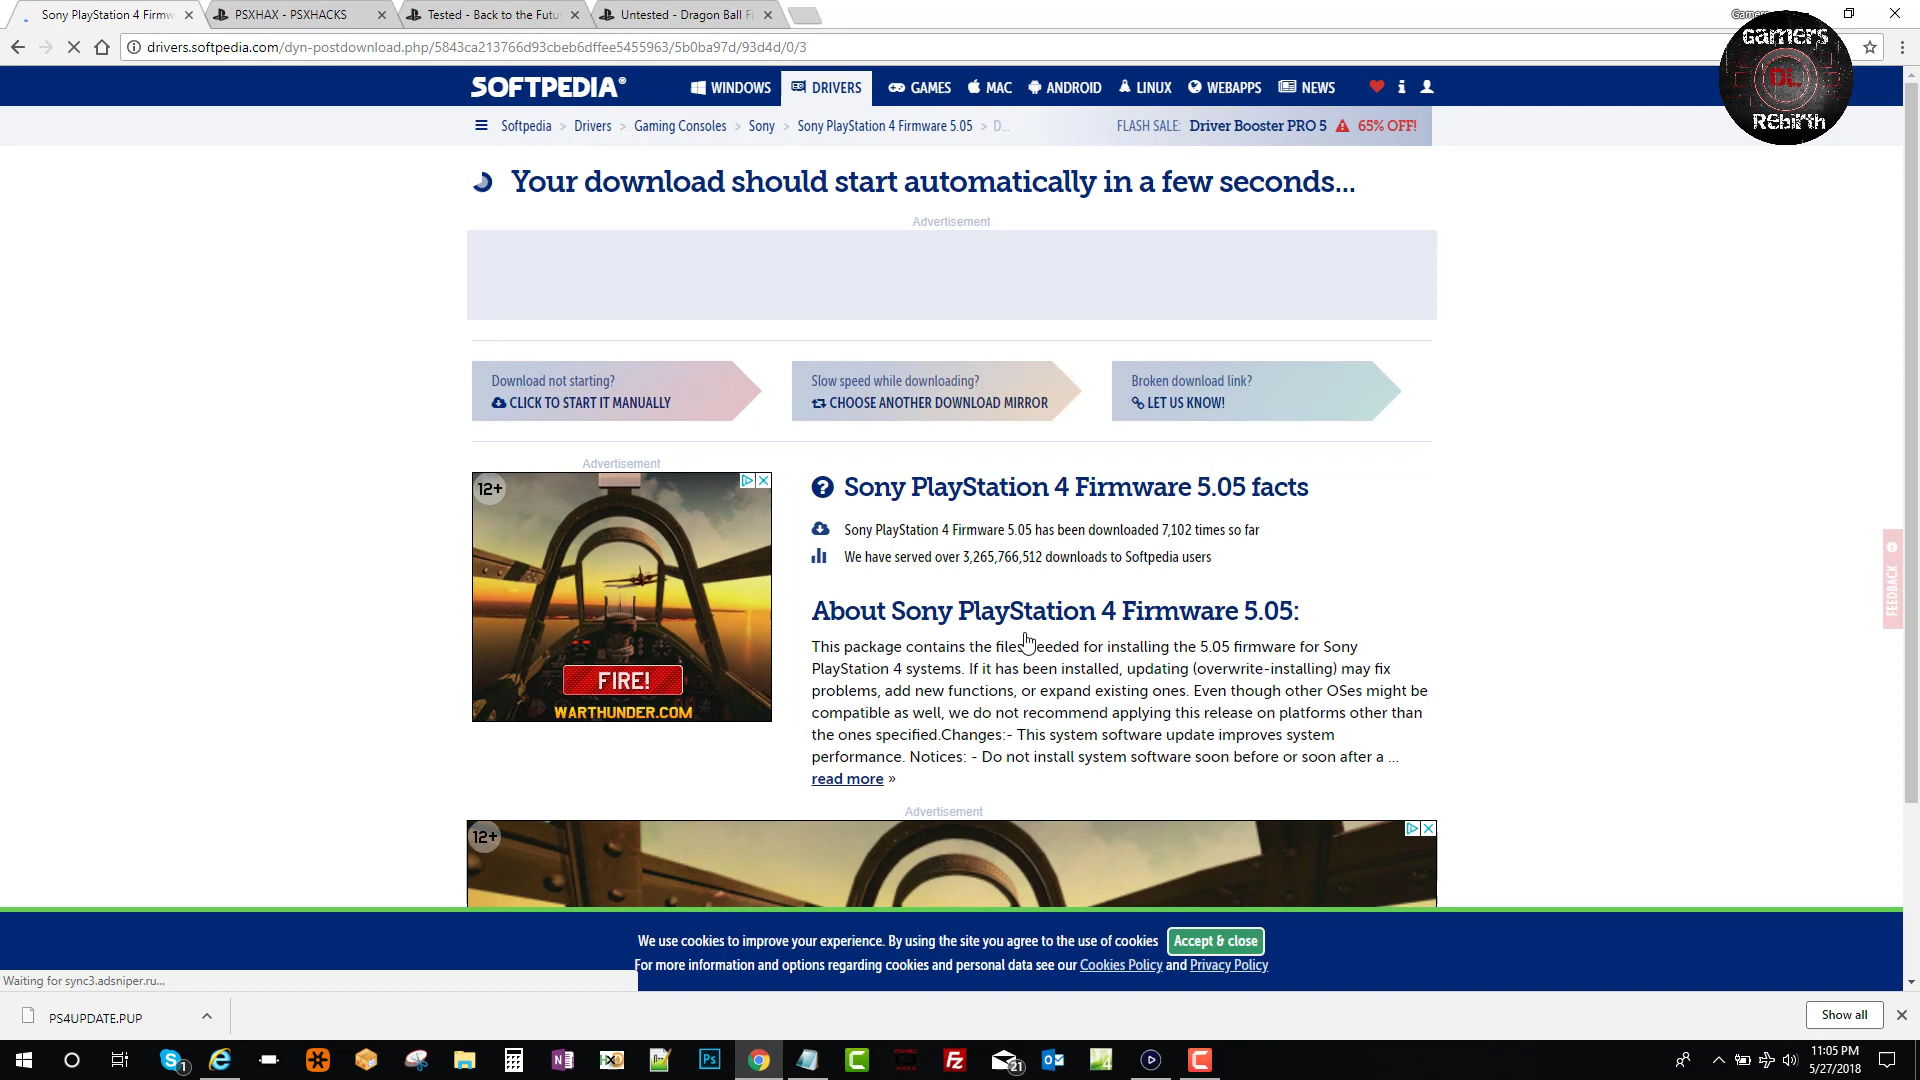 Sony PlayStation 4 Firmw
PSXHAX - PSXHACKS
Tested - Back to the Futu
Untested - Dragon Ball Fi
Gamers
drivers.softpedia.com/dyn-postdownload.php/5843ca213766d93cbeb6dffee5455963/5b0ba97d/93d4d/0/3
GAMERS
DL
REbirth
SOFTPEDIA®
WINDOWS
DRIVERS
GAMES
MAC
ANDROID
LINUX
WEBAPPS
NEWS
Softpedia > Drivers > Gaming Consoles > Sony > Sony PlayStation 4 Firmware 5.05 > D...
FLASH SALE: Driver Booster PRO 5 65% OFF!
Your download should start automatically in a few seconds...
Advertisement
Download not starting?
CLICK TO START IT MANUALLY
Slow speed while downloading?
CHOOSE ANOTHER DOWNLOAD MIRROR
Broken download link?
LET US KNOW!
Advertisement
12+
FIRE!
WARTHUNDER.COM
Sony PlayStation 4 Firmware 5.05 facts
Sony PlayStation 4 Firmware 5.05 has been downloaded 7,102 times so far
We have served over 3,265,766,512 downloads to Softpedia users
About Sony PlayStation 4 Firmware 5.05:
This package contains the files needed for installing the 5.05 firmware for Sony
PlayStation 4 systems. If it has been installed, updating (overwrite-installing) may fix
problems, add new functions, or expand existing ones. Even though other OSes might be
compatible as well, we do not recommend applying this release on platforms other than
the ones specified.Changes:- This system software update improves system
performance. Notices: - Do not install system software soon before or soon after a ...
read more »
FEEDBACK
Advertisement
12+
We use cookies to improve your experience. By using the site you agree to the use of cookies
Accept & close
For more information and options regarding cookies and personal data see our Cookies Policy and Privacy Policy
Waiting for sync3.adsniper.ru...
PS4UPDATE.PUP
Show all
1
Ps
21
11:05 PM
5/27/2018